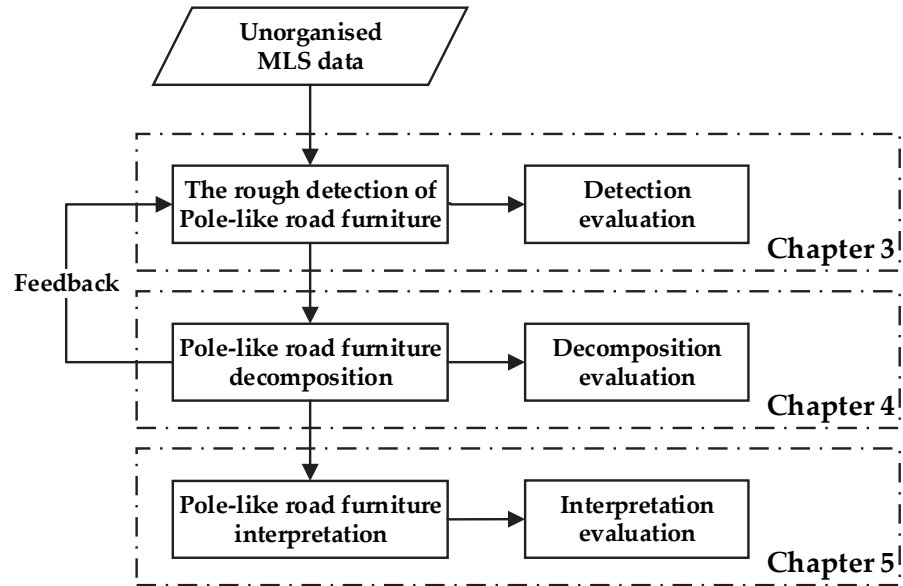 Unorganised
MLS data
The rough detection of
Pole-like road furniture
Detection
evaluation
Chapter 3
Feedback
Pole-like road furniture
decomposition
Decomposition
evaluation
Chapter 4
Pole-like road furniture
interpretation
Interpretation
evaluation
Chapter 5